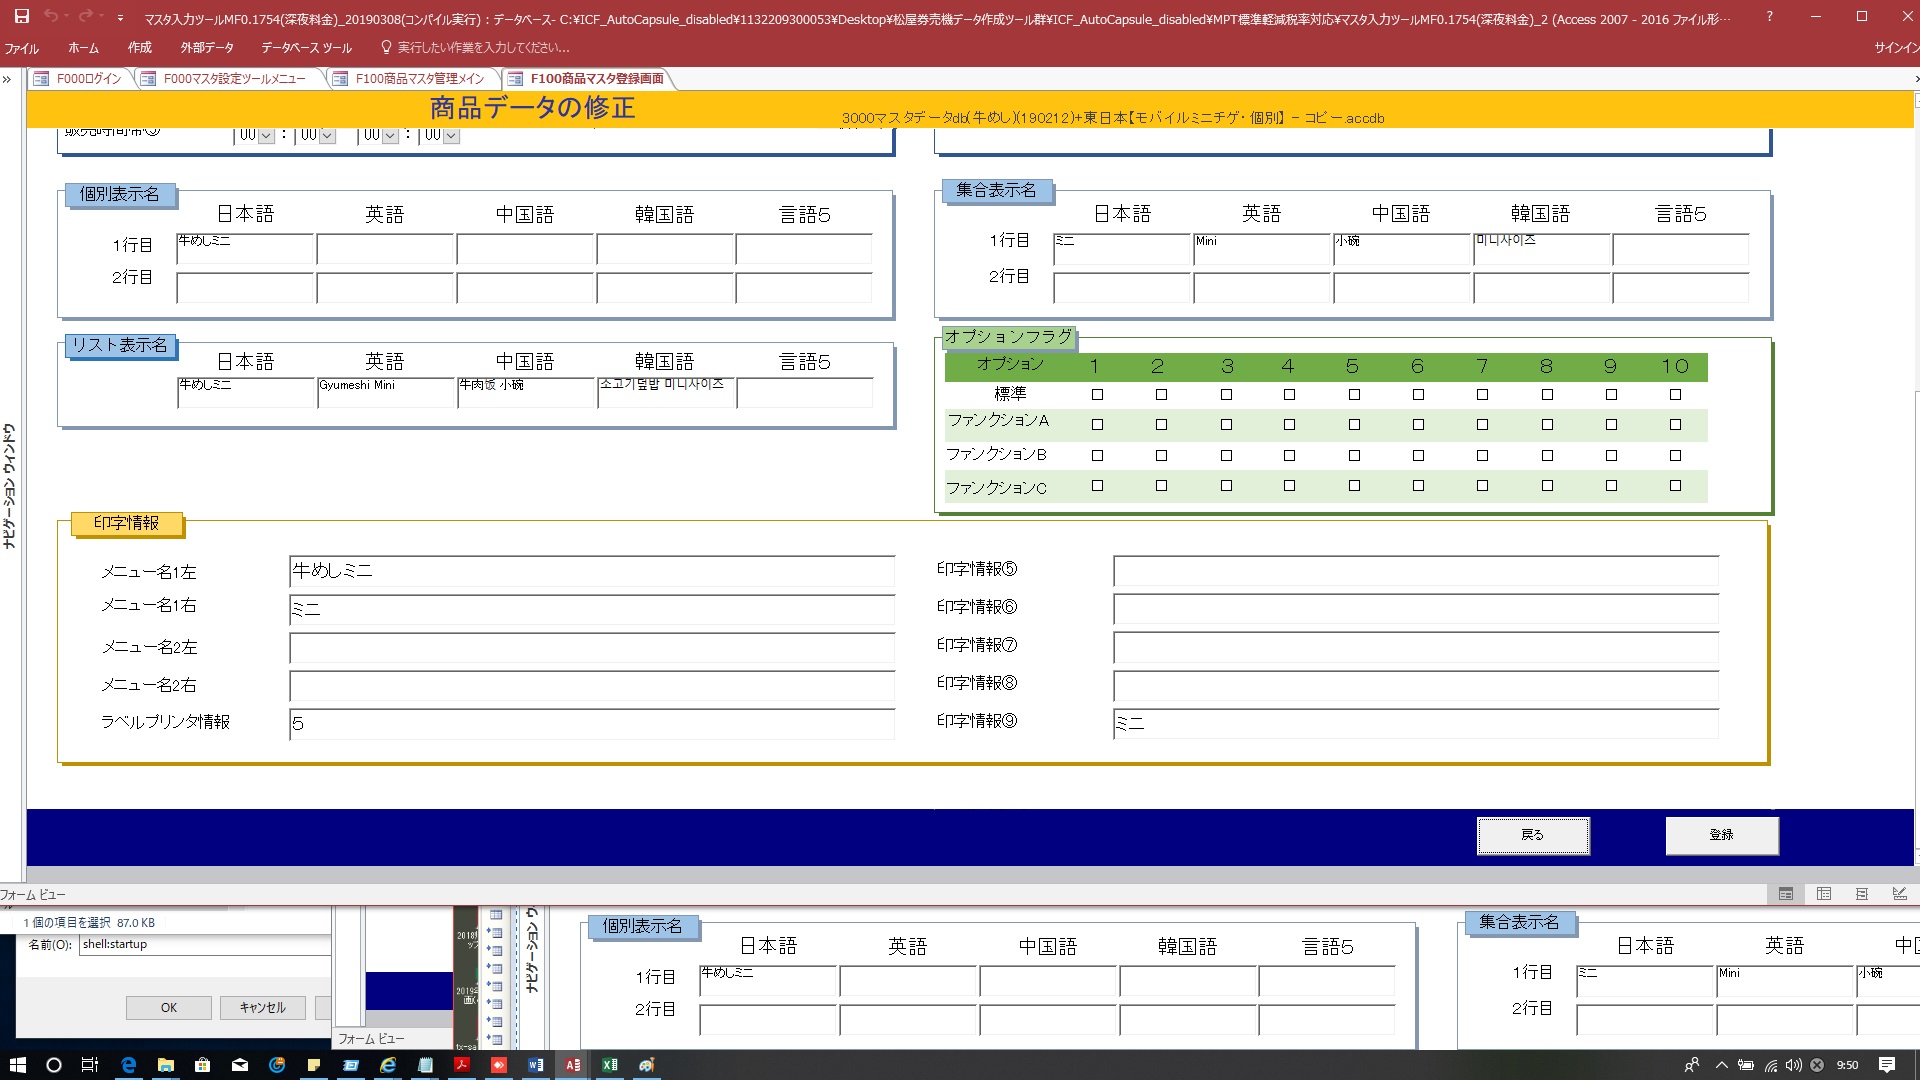 マスタ入力ツールMF0.1754(深夜料金)_20190308(コンパイル実行) : データベース- C:¥ICF_AutoCapsule_disabled¥1132209300053¥Desktop¥松屋券売機データ作成ツール群¥ICF_AutoCapsule_disabled¥MPT標準軽減税率対応¥マスタ入力ツールMF0.1754(深夜料金)_2 (Access 2007 - 2016 ファイル形…
ファイル ホーム 作成 外部データ データベース ツール 実行したい作業を入力してください... サインイン
F000ログイン F000マスタ設定ツールメニュー F100商品マスタ管理メイン F100商品マスタ登録画面
商品データの修正 3000マスタデータdb(牛めし)(190212)+東日本【モバイルミニチゲ・個別】 - コピー.accdb
00 : 00 00 : 00
個別表示名
日本語 英語 中国語 韓国語 言語5
1行目 牛めしミニ
2行目
集合表示名
日本語 英語 中国語 韓国語 言語5
1行目 ミニ Mini 小碗 미니사이즈
2行目
リスト表示名
日本語 英語 中国語 韓国語 言語5
牛めしミニ Gyumeshi Mini 牛肉饭 小碗 소고기덮밥 미니사이즈
オプションフラグ
オプション 1 2 3 4 5 6 7 8 9 10
標準
ファンクションA
ファンクションB
ファンクションC
印字情報
メニュー名1左 牛めしミニ
メニュー名1右 ミニ
メニュー名2左
メニュー名2右
ラベルプリンタ情報 5
印字情報⑤
印字情報⑥
印字情報⑦
印字情報⑧
印字情報⑨ ミニ
戻る 登録
ナビゲーション ウィンドウ
フォーム ビュー
1 個の項目を選択 87.0 KB
名前(O): shell:startup
OK キャンセル
フォーム ビュー
個別表示名
日本語 英語 中国語 韓国語 言語5
1行目 牛めしミニ
2行目
集合表示名
日本語 英語
1行目 ミニ Mini 小碗
2行目
9:50